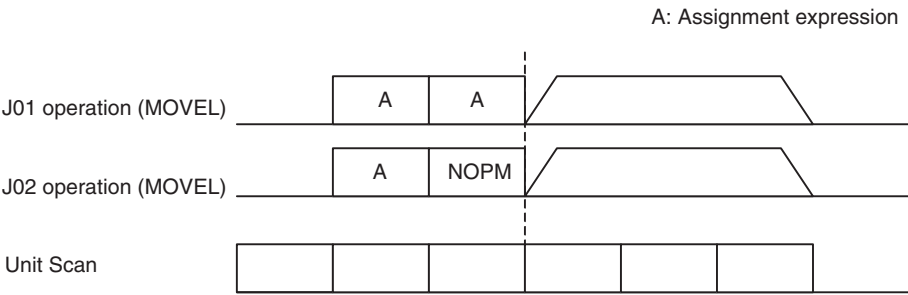 A: Assignment expression
J01 operation (MOVEL)
A
A
J02 operation (MOVEL)
A
NOPM
Unit Scan